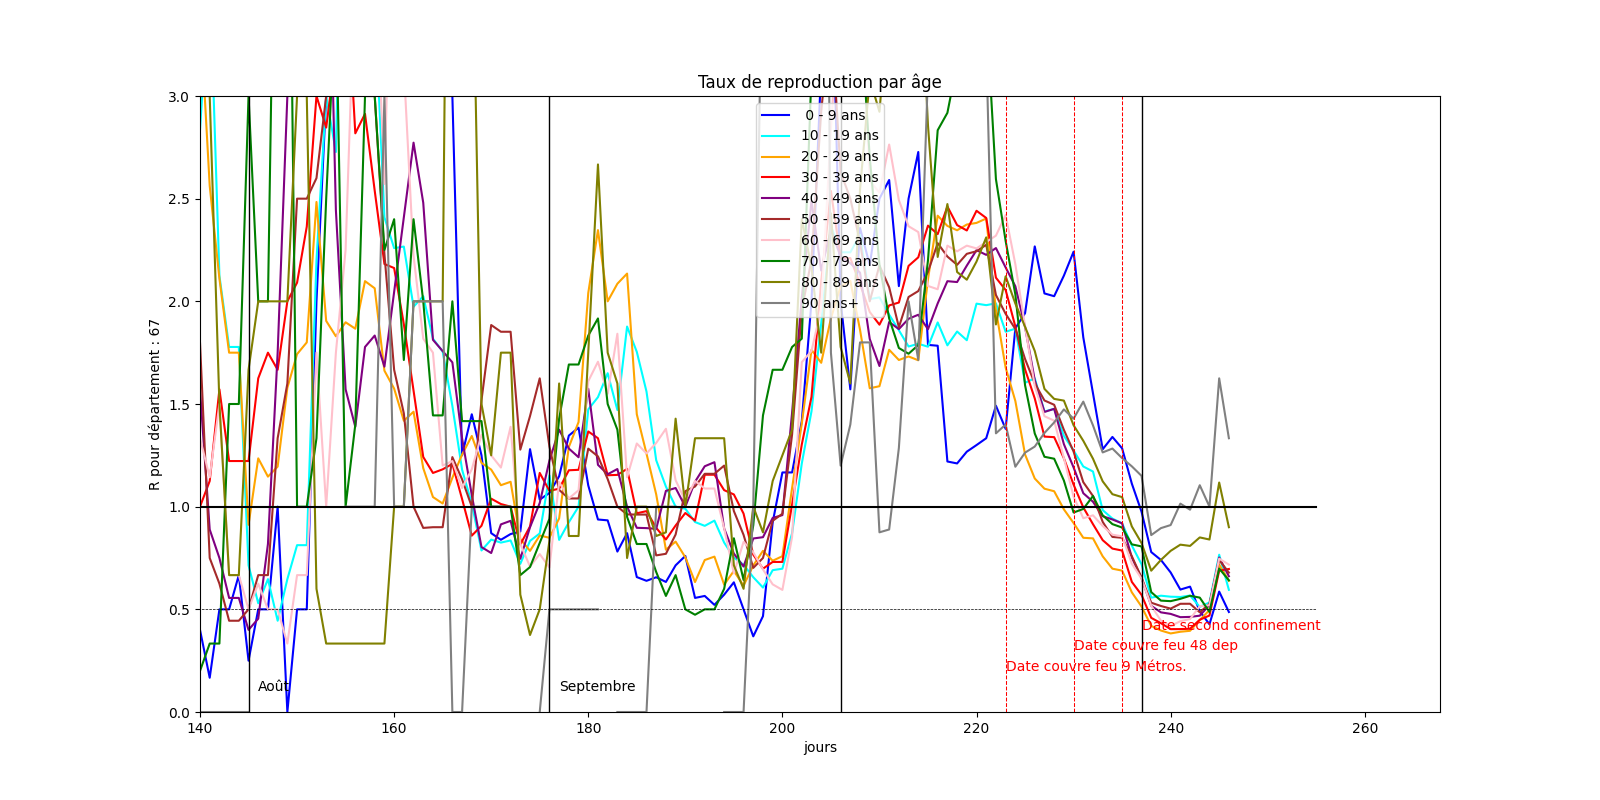 Taux de reproduction par âge
R pour département : 67
3.0
2.5
2.0
1.5
1.0
0.5
0.0
0 - 9 ans
10 - 19 ans
20 - 29 ans
30 - 39 ans
40 - 49 ans
50 - 59 ans
60 - 69 ans
70 - 79 ans
80 - 89 ans
90 ans+
Date second confinement
Date couvre feu 48 dep
Date couvre feu 9 Métros.
Août
Septembre
140
160
180
200
220
240
260
jours